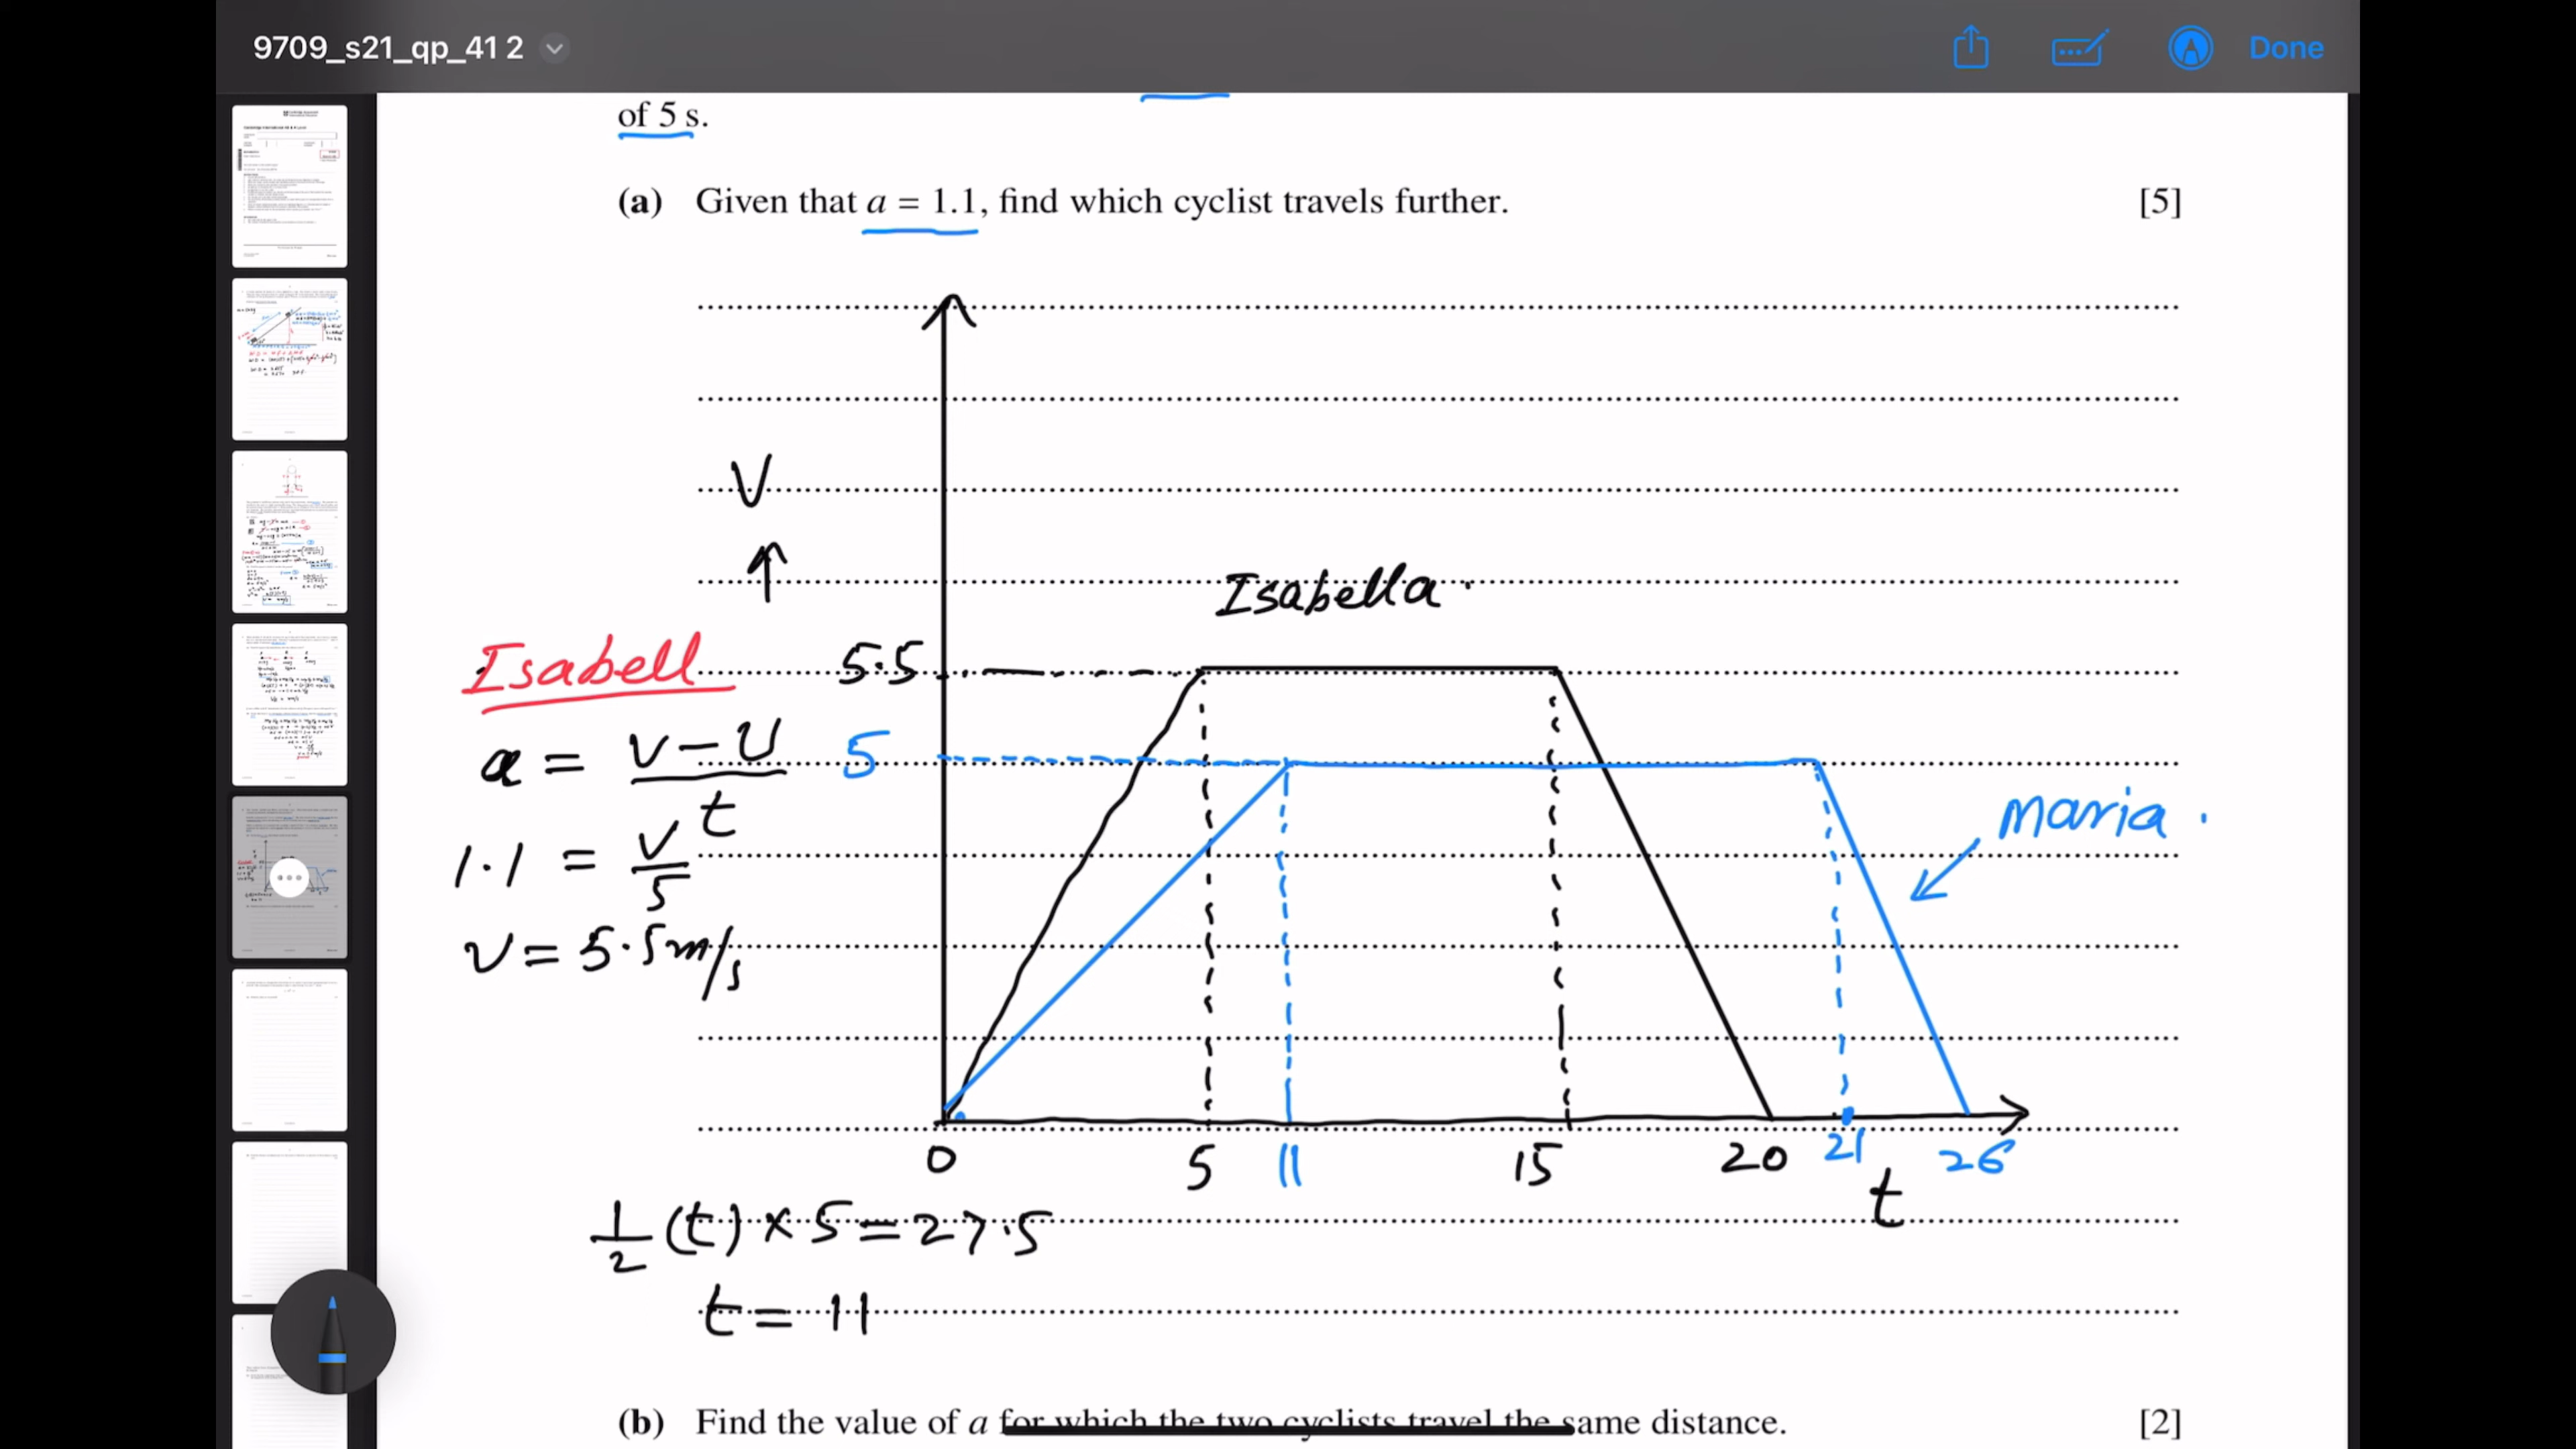 9709_s21_qp_41 2
Done
of 5 s.
(a) Given that a = 1.1, find which cyclist travels further. [5]
V
↑
Isabella.
5.5
Isabell
a = v - U / t
5
Maria.
1.1 = v / 5
v = 5.5 m/s
0 5 11 15 20 21 26
t
1/2 (t) × 5 = 27.5
t = 11
(b) Find the value of a for which the two cyclists travel the same distance. [2]